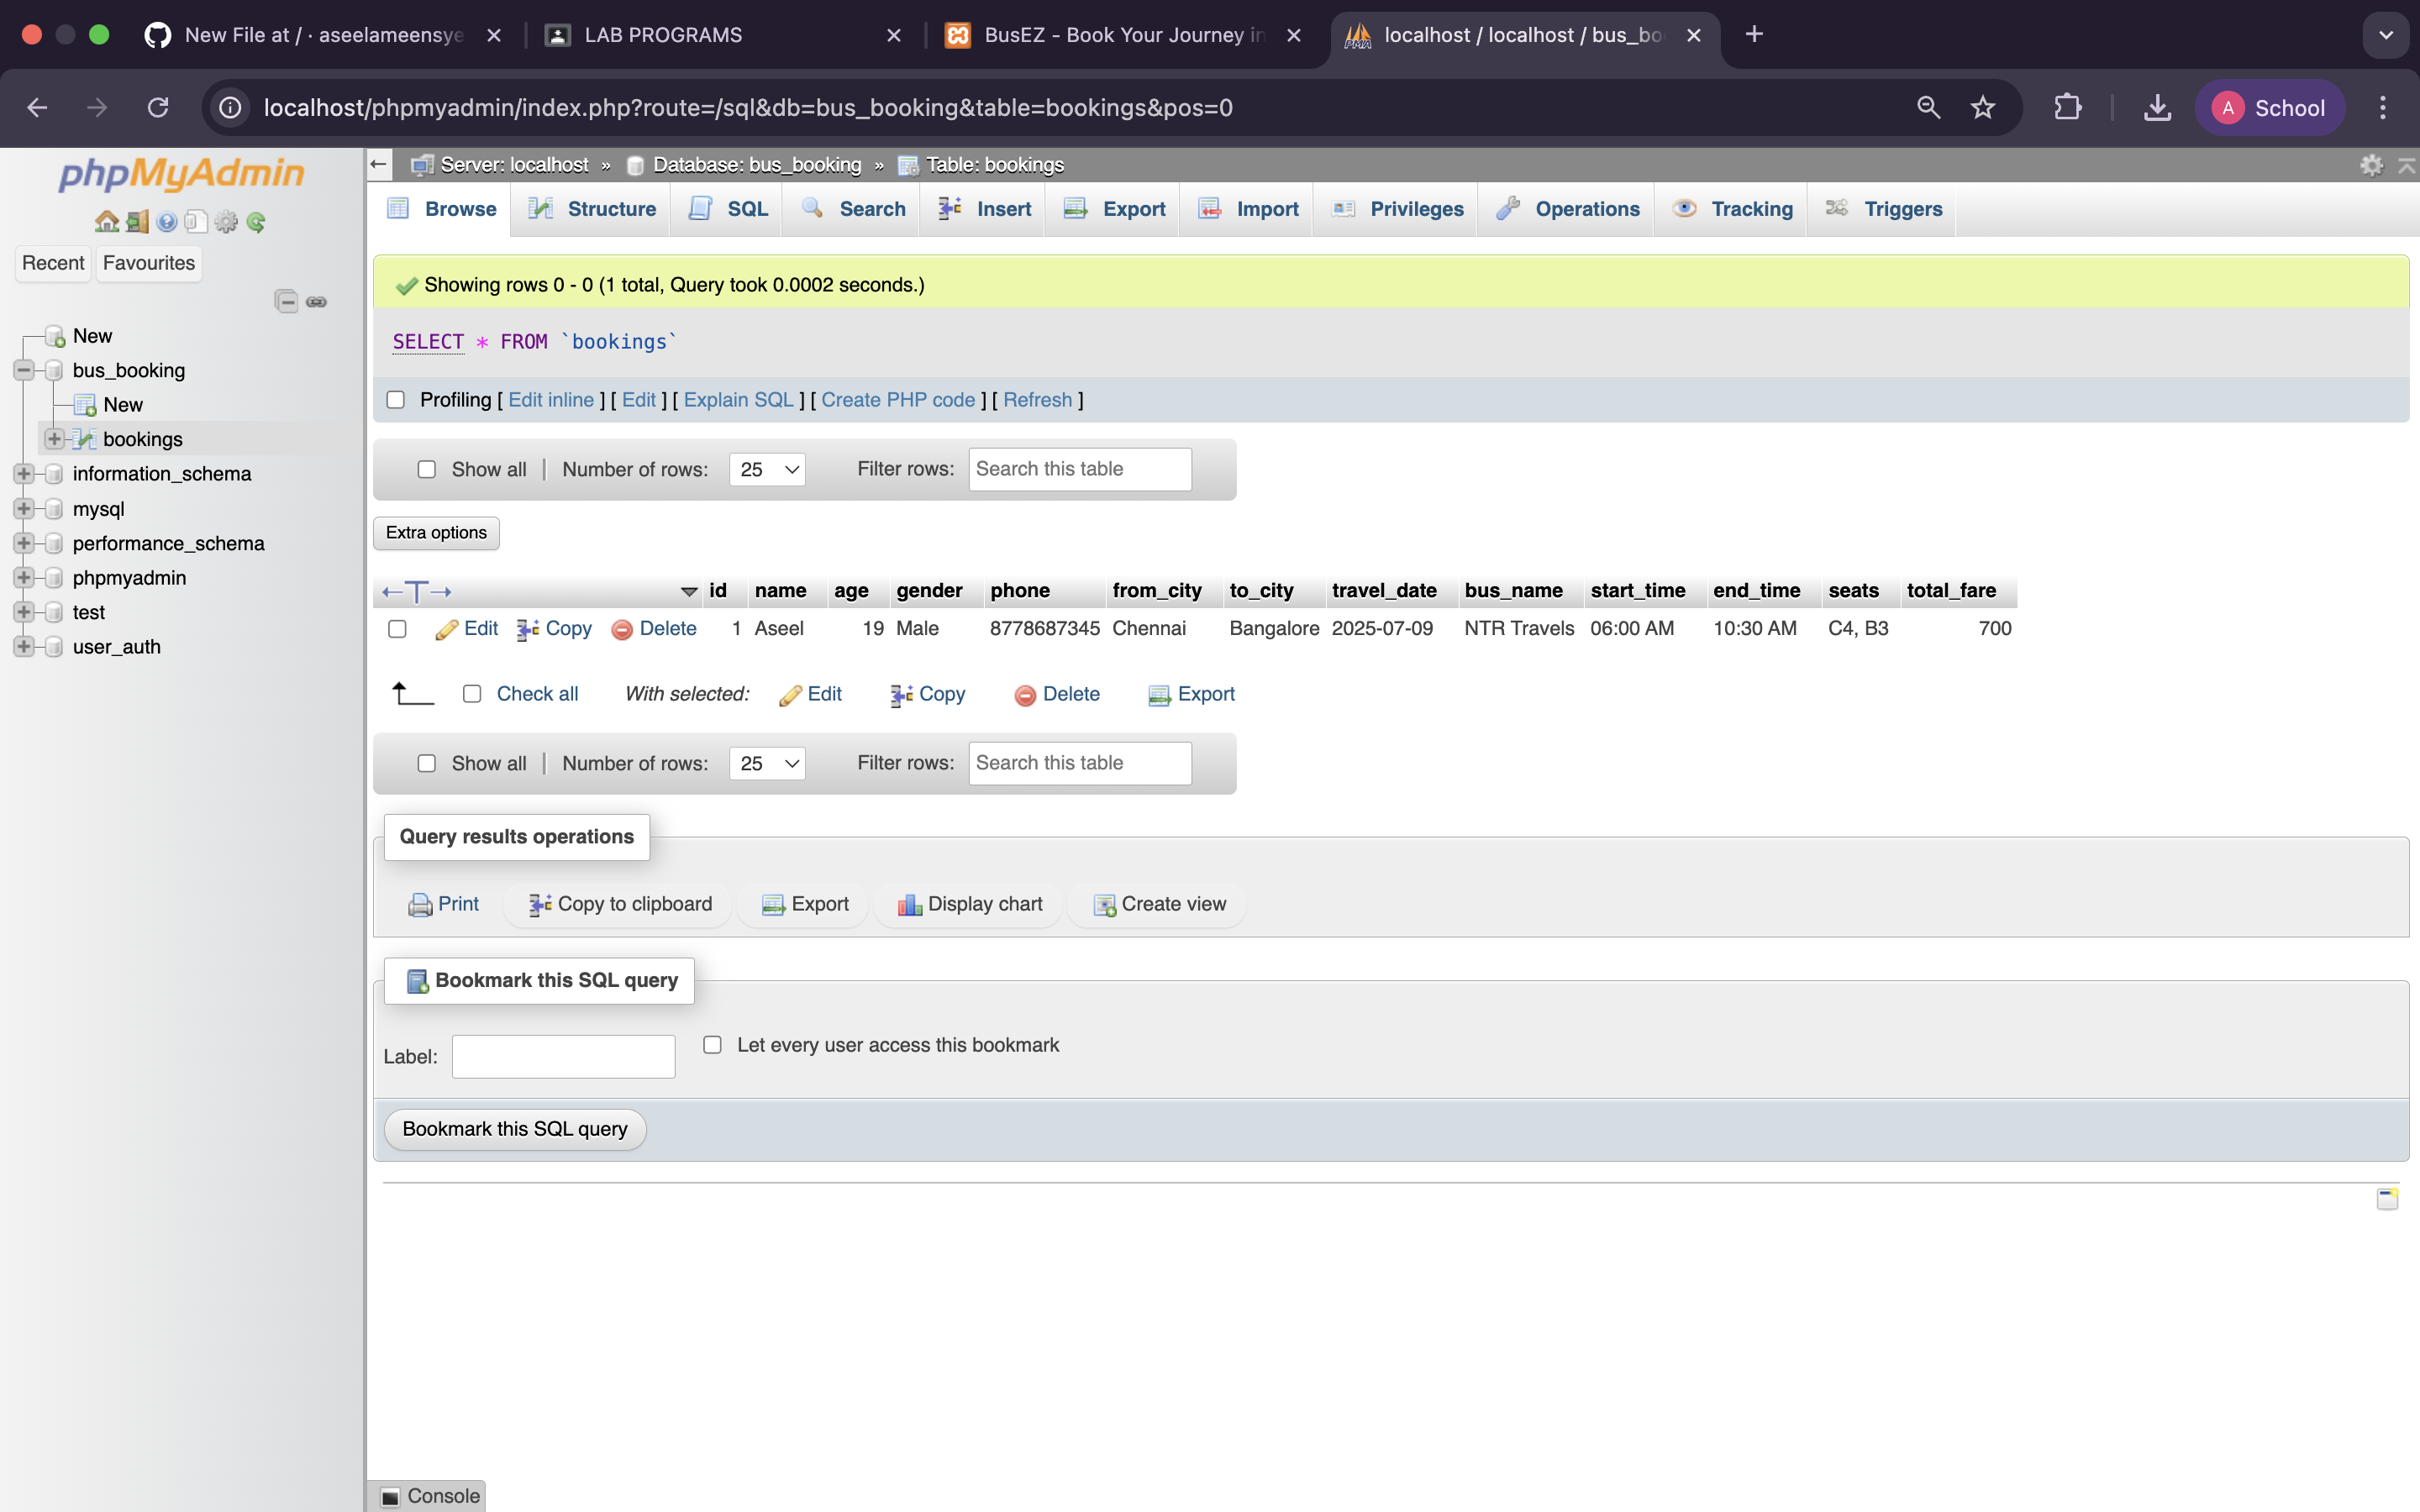 New File at / · aseelameensye
LAB PROGRAMS
BusEZ - Book Your Journey in
localhost / localhost / bus_bo
localhost/phpmyadmin/index.php?route=/sql&db=bus_booking&table=bookings&pos=0
A School
phpMyAdmin
Recent Favourites
New
bus_booking
New
bookings
information_schema
mysql
performance_schema
phpmyadmin
test
user_auth
Server: localhost » Database: bus_booking » Table: bookings
Browse Structure SQL Search Insert Export Import Privileges Operations Tracking Triggers
Showing rows 0 - 0 (1 total, Query took 0.0002 seconds.)
SELECT * FROM `bookings`
Profiling [ Edit inline ] [ Edit ] [ Explain SQL ] [ Create PHP code ] [ Refresh ]
Show all | Number of rows: 25 Filter rows: Search this table
Extra options
←T→ id name age gender phone from_city to_city travel_date bus_name start_time end_time seats total_fare
Edit Copy Delete 1 Aseel 19 Male 8778687345 Chennai Bangalore 2025-07-09 NTR Travels 06:00 AM 10:30 AM C4, B3 700
Check all With selected: Edit Copy Delete Export
Show all | Number of rows: 25 Filter rows: Search this table
Query results operations
Print Copy to clipboard Export Display chart Create view
Bookmark this SQL query
Label: Let every user access this bookmark
Bookmark this SQL query
Console